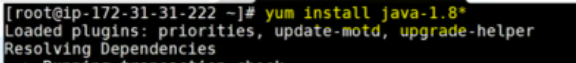 [root@ip-172-31-31-222 ~]# yum install java-1.8*
Loaded plugins: priorities, update-motd, upgrade-helper
Resolving Dependencies